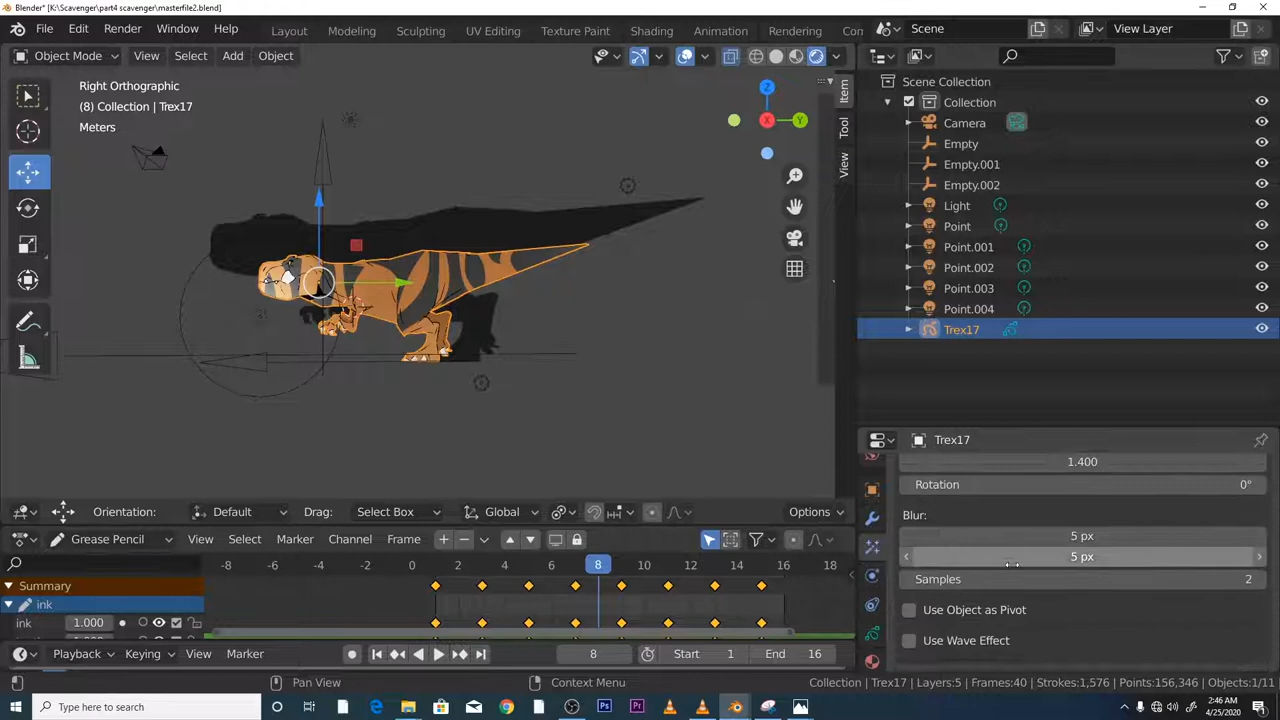 Blender* [K:\Scavenger\part4 scavenger\masterfile2.blend]
File Edit Render Window Help Layout Modeling Sculpting UV Editing Texture Paint Shading Animation Rendering Con Scene View Layer
Object Mode View Select Add Object
Right Orthographic
(8) Collection | Trex17
Meters
Z
X
Y
Item
Tool
View
Scene Collection
Collection
Camera
Empty
Empty.001
Empty.002
Light
Point
Point.001
Point.002
Point.003
Point.004
Trex17
Trex17
1.400
Rotation 0°
Blur:
5 px
5 px
Samples 2
Use Object as Pivot
Use Wave Effect
Orientation: Default Drag: Select Box Global Options
Grease Pencil View Select Marker Channel Frame
-8 -6 -4 -2 0 2 4 6 8 10 12 14 16 18
Summary
ink
ink 1.000
Playback Keying View Marker 8 Start 1 End 16
Pan View Context Menu Collection | Trex17 | Layers:5 | Frames:40 | Strokes:1,576 | Points:156,346 | Objects:1/11
Type here to search
2:46 AM
4/25/2020